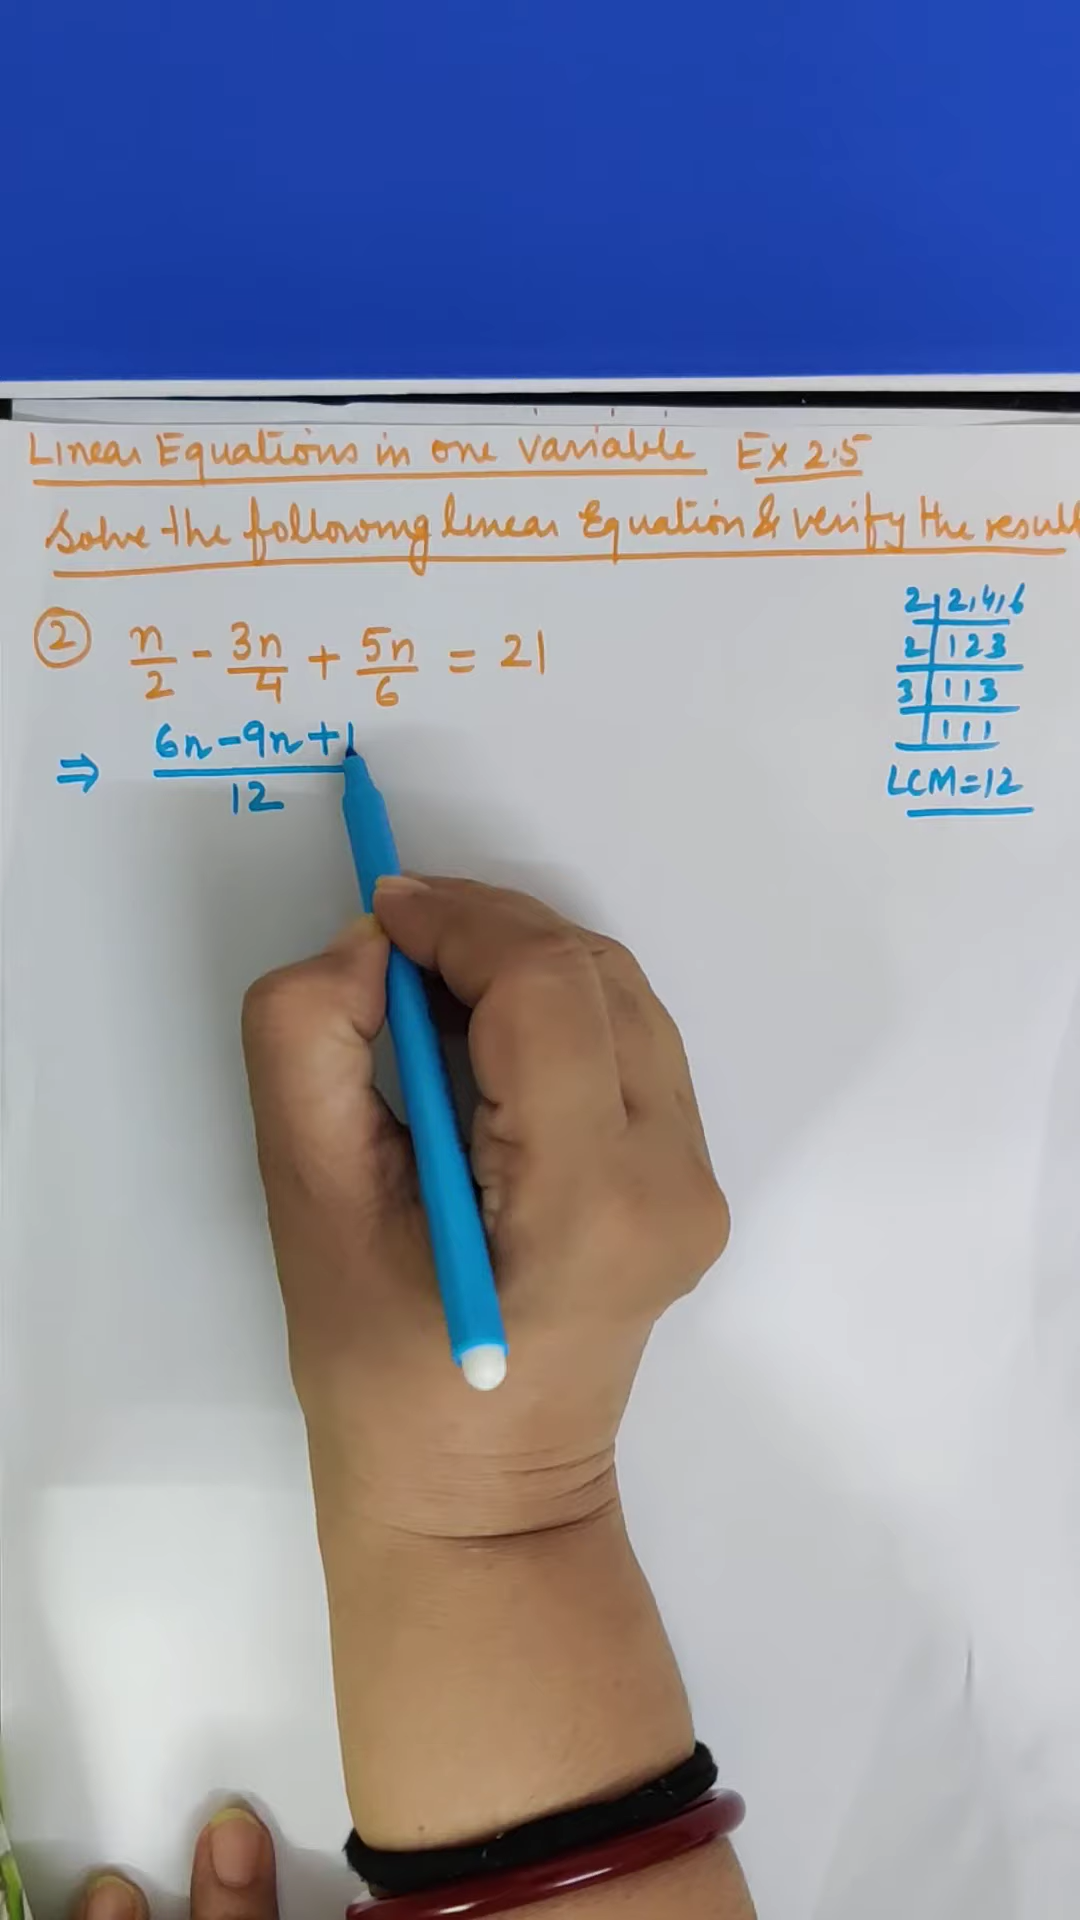 Linear Equations in one variable Ex 2.5
Solve the following linear Equation & verify the result
② n/2 - 3n/4 + 5n/6 = 21
⇒ 6n-9n+1/12
2 | 2,4,6
2 | 1 2 3
3 | 1 1 3
| 1 1 1
LCM=12